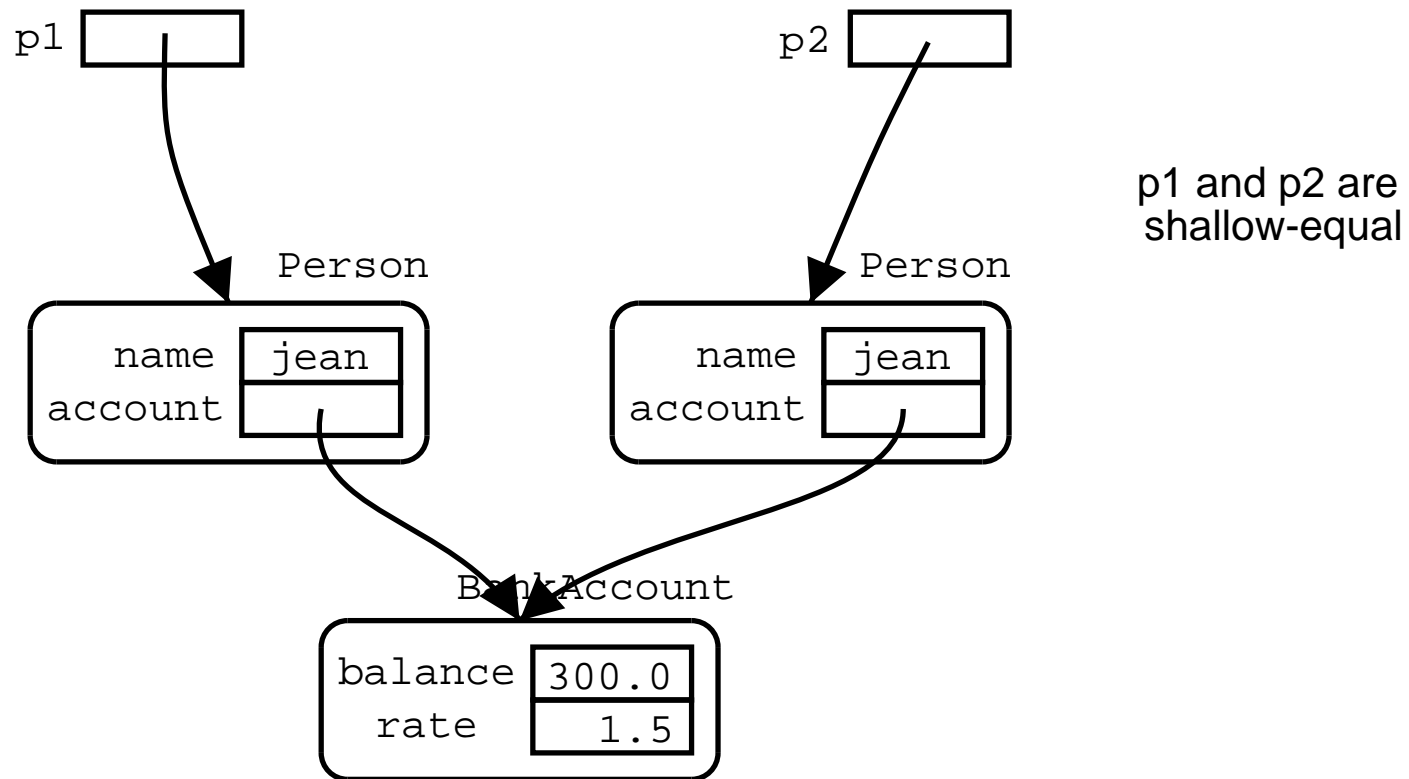 p1
p2
p1 and p2 are
shallow-equal
Person
Person
name jean
account
name jean
account
BankAccount
balance 300.0
rate 1.5